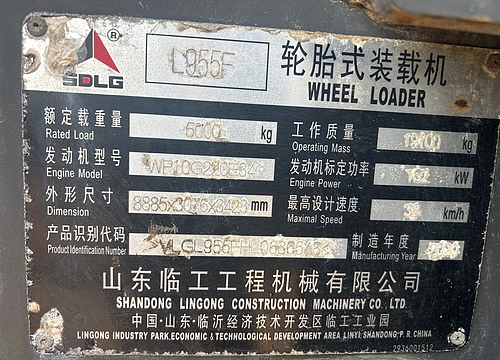 SDLG ®
L955F
轮胎式装载机
WHEEL LOADER
额定载重量 5000 kg
Rated Load
工作质量 kg
Operating Mass
发动机型号
Engine Model
发动机标定功率 kW
Engine Power
外形尺寸 mm
Dimension
最高设计速度 km/h
Maximal Speed
产品识别代码
Product Identification Number
制造年度
Manufacturing Year
山东临工工程机械有限公司
SHANDONG LINGONG CONSTRUCTION MACHINERY CO. LTD.
中国·山东·临沂经济技术开发区临工工业园
LINGONG INDUSTRY PARK.ECONOMIC & TECHNOLOGICAL DEVELOPMENT AREA LINYI.SHANDONG.P.R.CHINA
2936001512